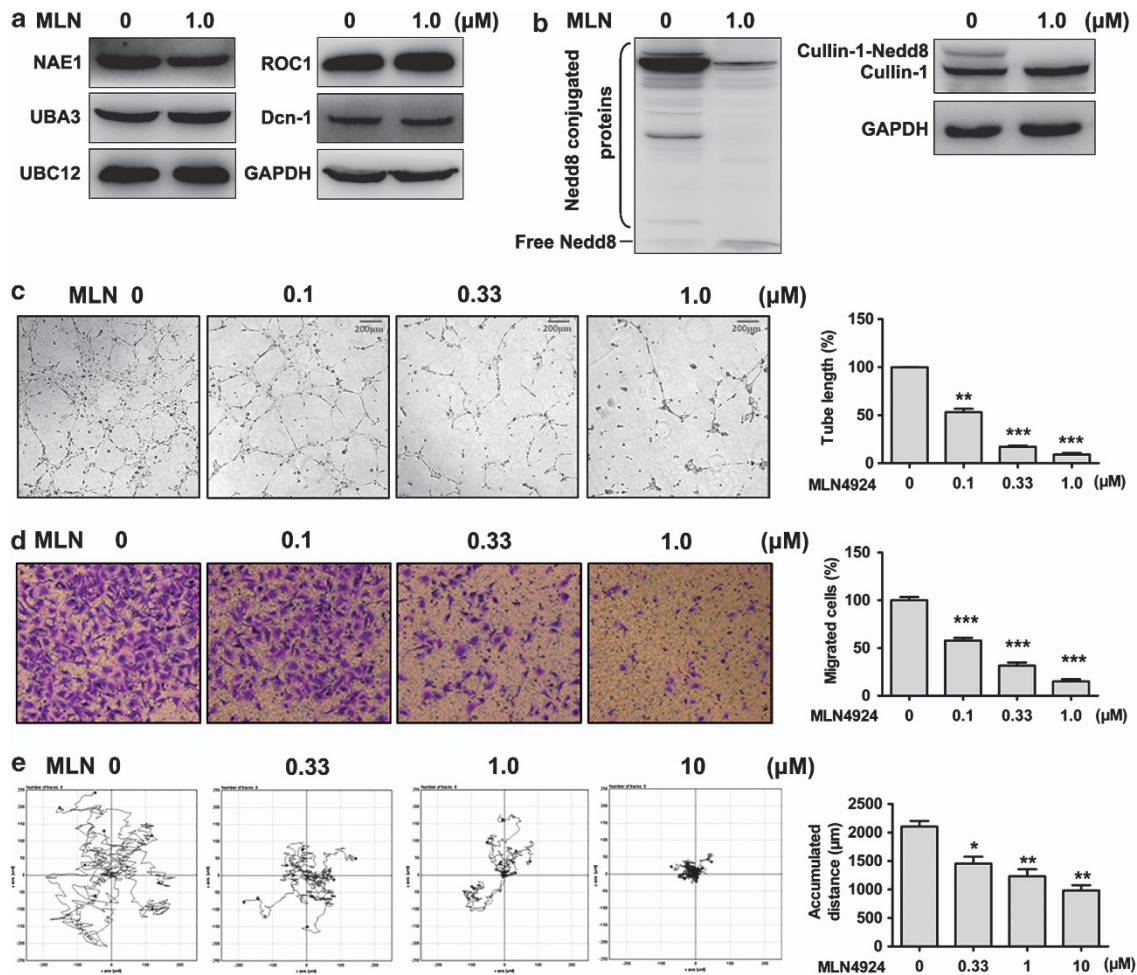 a MLN 0 1.0 (µM)
NAE1
UBA3
UBC12
ROC1
Dcn-1
GAPDH
b MLN 0 1.0
Nedd8 conjugated
proteins
Free Nedd8
0 1.0 (µM)
Cullin-1-Nedd8
Cullin-1
GAPDH
c MLN 0 0.1 0.33 1.0 (µM)
200µm
200µm
200µm
Tube length (%)
150
100
50
0
MLN4924 0 0.1 0.33 1.0 (µM)
** *** ***
d MLN 0 0.1 0.33 1.0 (µM)
Migrated cells (%)
150
100
50
0
MLN4924 0 0.1 0.33 1.0 (µM)
*** *** ***
e MLN 0 0.33 1.0 10 (µM)
Accumulated
distance (µm)
2500
2000
1500
1000
500
0
MLN4924 0 0.33 1 10 (µM)
* ** **